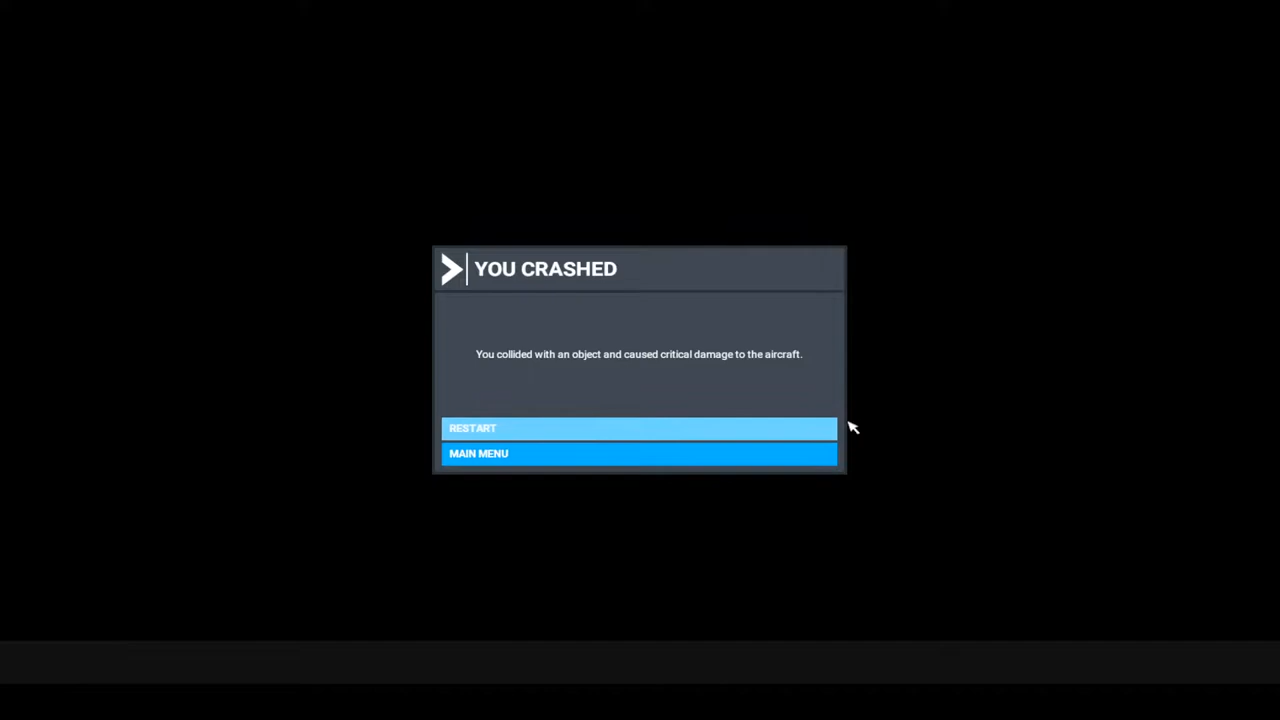 YOU CRASHED
You collided with an object and caused critical damage to the aircraft.
RESTART
MAIN MENU